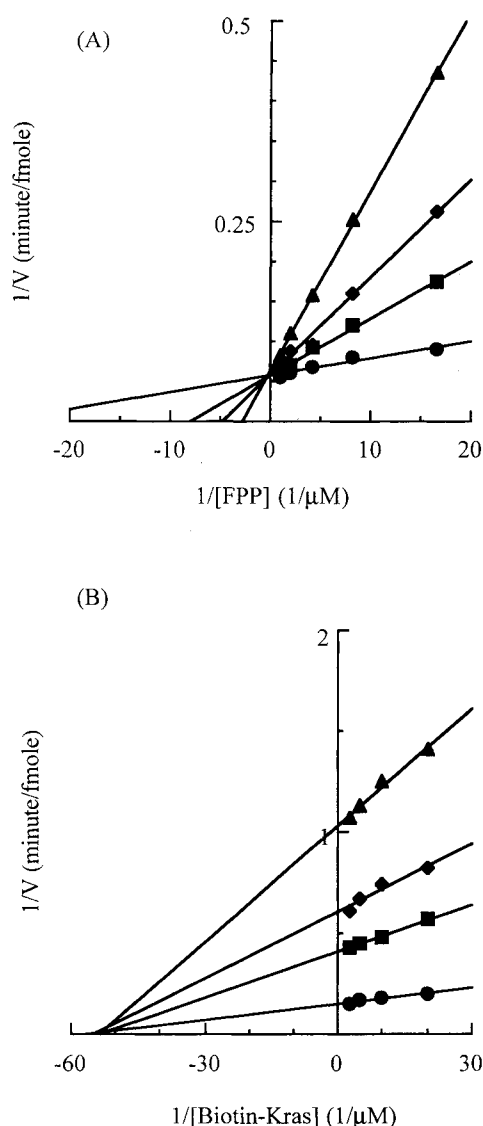 (A)
0.5
0.25
1/V (minute/fmole)
-20 -10 0 10 20
1/[FPP] (1/μM)
(B)
2
1
1/V (minute/fmole)
-60 -30 0 30
1/[Biotin-Kras] (1/μM)